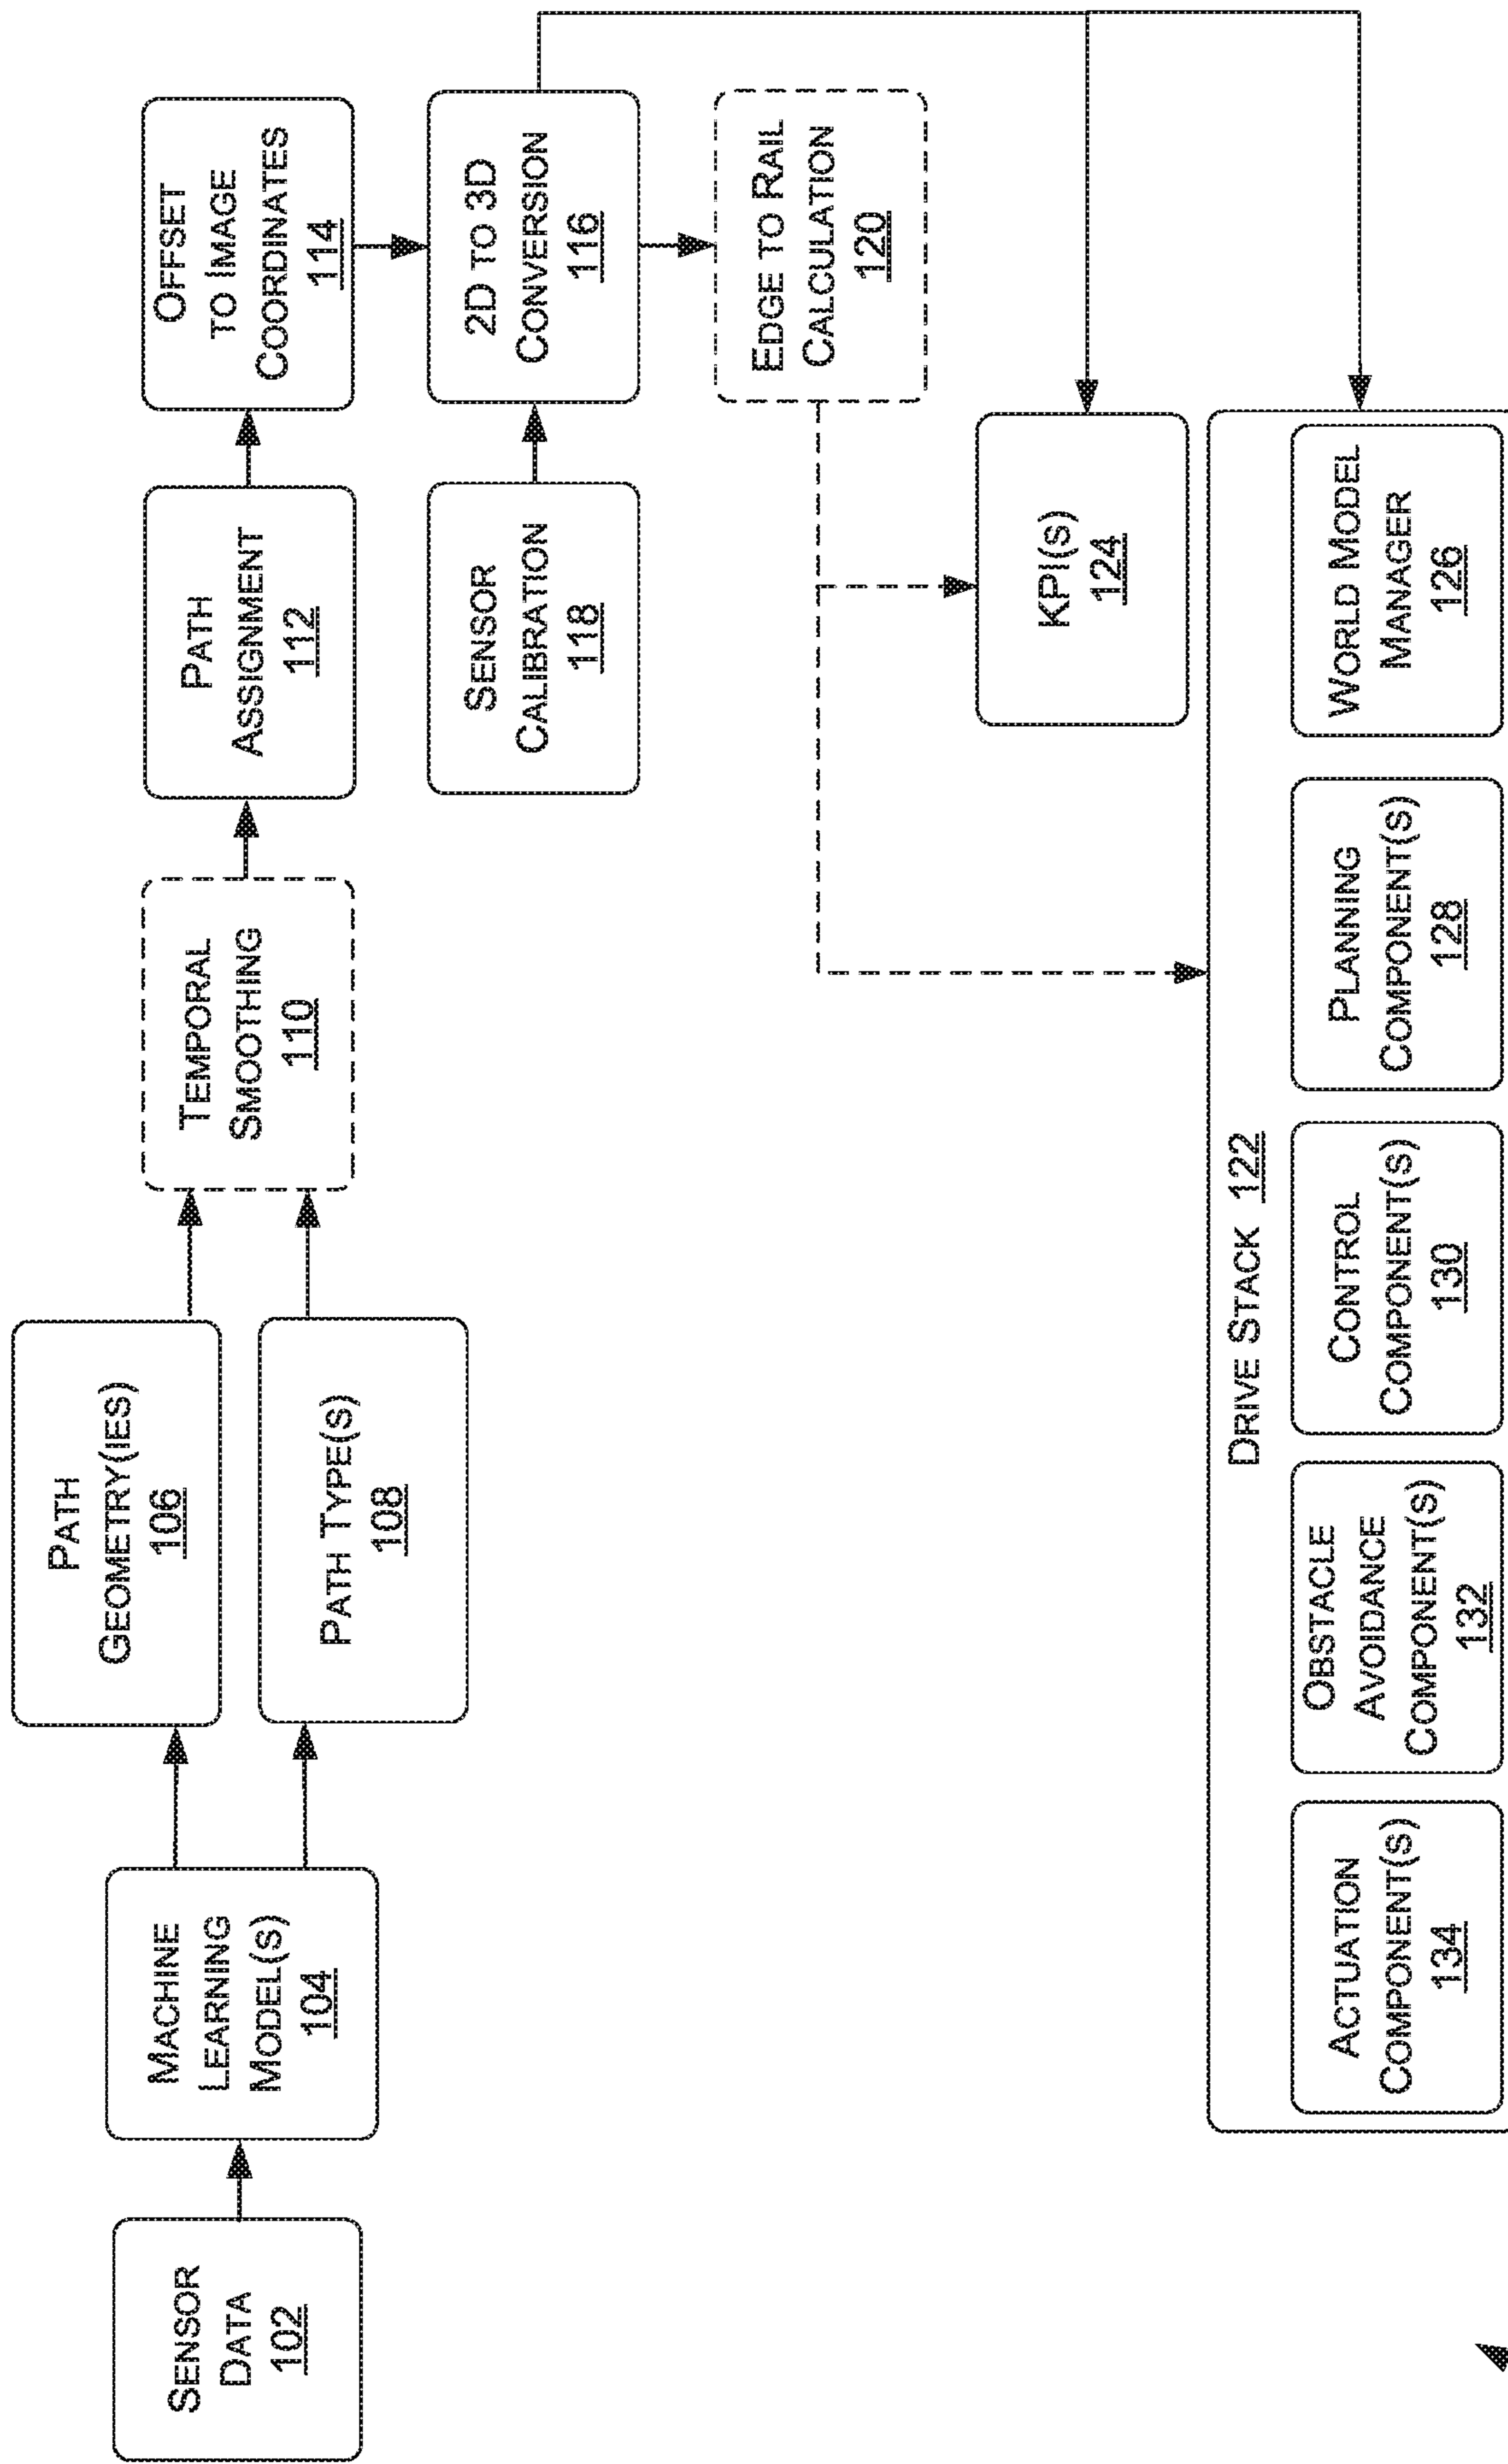 SENSOR
DATA
102
MACHINE
LEARNING
MODEL(S)
104
PATH
GEOMETRY(IES)
106
PATH TYPE(S)
108
TEMPORAL
SMOOTHING
110
PATH
ASSIGNMENT
112
OFFSET
TO IMAGE
COORDINATES
114
SENSOR
CALIBRATION
118
2D TO 3D
CONVERSION
116
EDGE TO RAIL
CALCULATION
120
KPI(S)
124
DRIVE STACK 122
ACTUATION
COMPONENT(S)
134
OBSTACLE
AVOIDANCE
COMPONENT(S)
132
CONTROL
COMPONENT(S)
130
PLANNING
COMPONENT(S)
128
WORLD MODEL
MANAGER
126